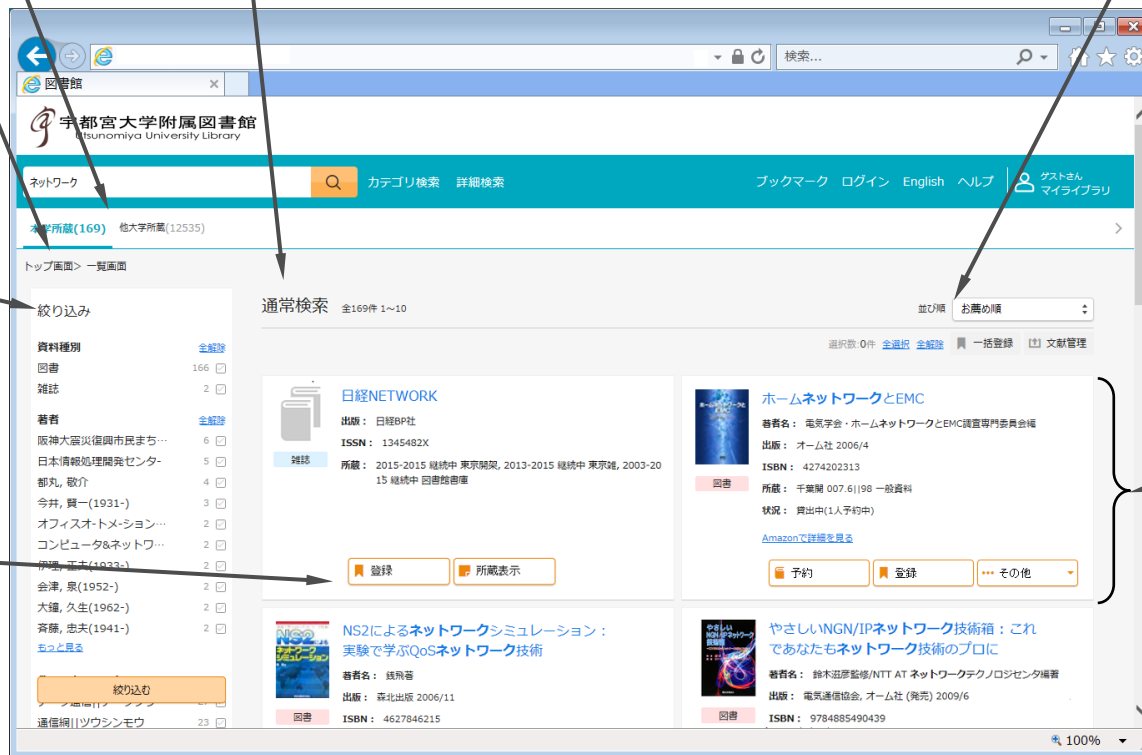 検索...
図書館
宇都宮大学附属図書館
Utsunomiya University Library
ネットワーク
カテゴリ検索 詳細検索
ブックマーク ログイン English ヘルプ
ゲストさん
マイライブラリ
本学所蔵(169) 他大学所蔵(12535)
トップ画面> 一覧画面
絞り込み
資料種別 全解除
図書 166
雑誌 2
著者 全解除
阪神大震災復興市民まち… 6
日本情報処理開発センタ- 5
都丸, 敬介 4
今井, 賢一(1931-) 3
オフィスオ-トメ-ション… 2
コンピュータ&ネットワ… 2
伊理, 正夫(1933-) 2
会津, 泉(1952-) 2
大鐘, 久生(1962-) 2
斉藤, 忠夫(1941-) 2
もっと見る
絞り込む
通信網||ツウシンモウ 23
通常検索 全169件 1～10
並び順 お薦め順
選択数:0件 全選択 全解除 一括登録 文献管理
日経NETWORK
出版： 日経BP社
ISSN： 1345482X
雑誌
所蔵： 2015-2015 継続中 東京開架, 2013-2015 継続中 東京雑, 2003-20
15 継続中 図書館書庫
登録 所蔵表示
ホームネットワークとEMC
著者名： 電気学会・ホームネットワークとEMC調査専門委員会編
出版： オーム社 2006/4
ISBN： 4274202313
図書
所蔵： 千葉開 007.6||98 一般資料
状況： 貸出中(1人予約中)
Amazonで詳細を見る
予約 登録 その他
NS2によるネットワークシミュレーション：
実験で学ぶQoSネットワーク技術
著者名： 銭飛著
出版： 森北出版 2006/11
図書
ISBN： 4627846215
やさしいNGN/IPネットワーク技術箱：これ
であなたもネットワーク技術のプロに
著者名： 鈴木滋彦監修/NTT AT ネットワークテクノロジセンタ編著
出版： 電気通信協会, オーム社 (発売) 2009/6
図書
ISBN： 9784885490439
100%